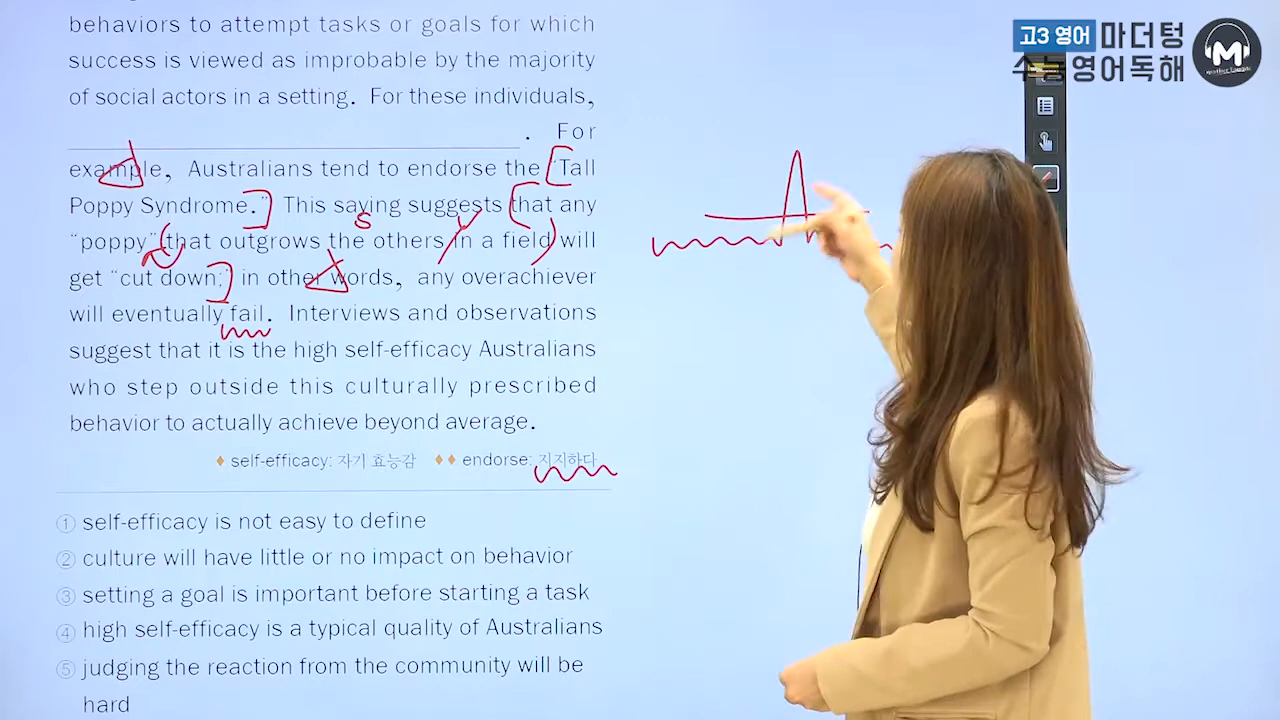 behaviors to attempt tasks or goals for which
success is viewed as improbable by the majority
of social actors in a setting. For these individuals,
. For
example, Australians tend to endorse the "Tall
Poppy Syndrome." This saying suggests that any
"poppy" that outgrows the others in a field will
get "cut down;" in other words, any overachiever
will eventually fail. Interviews and observations
suggest that it is the high self-efficacy Australians
who step outside this culturally prescribed
behavior to actually achieve beyond average.
♦ self-efficacy: 자기 효능감 ♦♦ endorse: 지지하다
① self-efficacy is not easy to define
② culture will have little or no impact on behavior
③ setting a goal is important before starting a task
④ high self-efficacy is a typical quality of Australians
⑤ judging the reaction from the community will be
hard
고3 영어 마더텅
수능영어독해
M